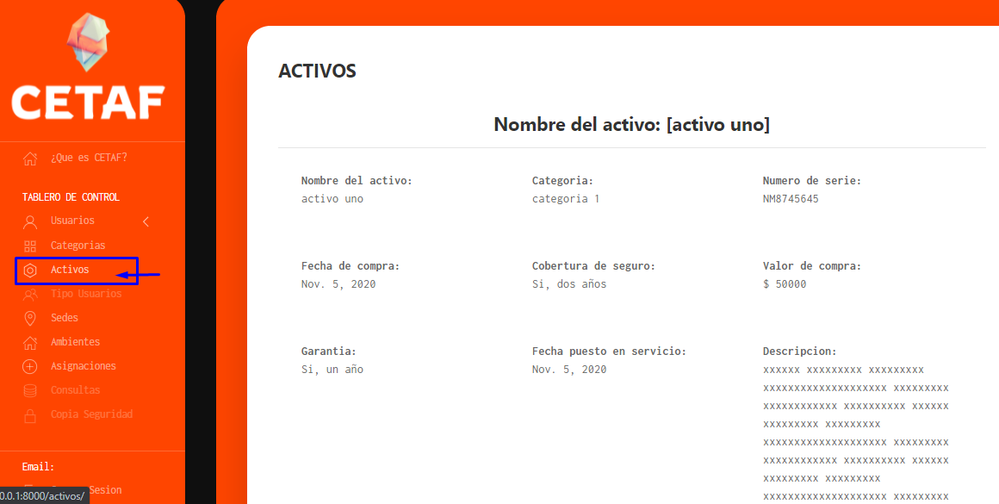 CETAF
¿Que es CETAF?
TABLERO DE CONTROL
Usuarios
Categorias
Activos
Tipo Usuarios
Sedes
Ambientes
Asignaciones
Consultas
Copia Seguridad
Email:
Sesion
0.0.1:8000/activos/
ACTIVOS
Nombre del activo: [activo uno]
Nombre del activo:
activo uno
Categoria:
categoria 1
Numero de serie:
NM8745645
Fecha de compra:
Nov. 5, 2020
Cobertura de seguro:
Si, dos años
Valor de compra:
$ 50000
Garantia:
Si, un año
Fecha puesto en servicio:
Nov. 5, 2020
Descripcion:
xxxxxx xxxxxxxxx xxxxxxxxx
xxxxxxxxxxxxxxxxxxxx xxxxxxxxx
xxxxxxxxxxxx xxxxxxxxxx xxxxxx
xxxxxxxxx xxxxxxxxx
xxxxxxxxxxxxxxxxxxxx xxxxxxxxx
xxxxxxxxxxxx xxxxxxxxxx xxxxxx
xxxxxxxxx xxxxxxxxx
xxxxxxxxxxxxxxxxxxxx xxxxxxxxx